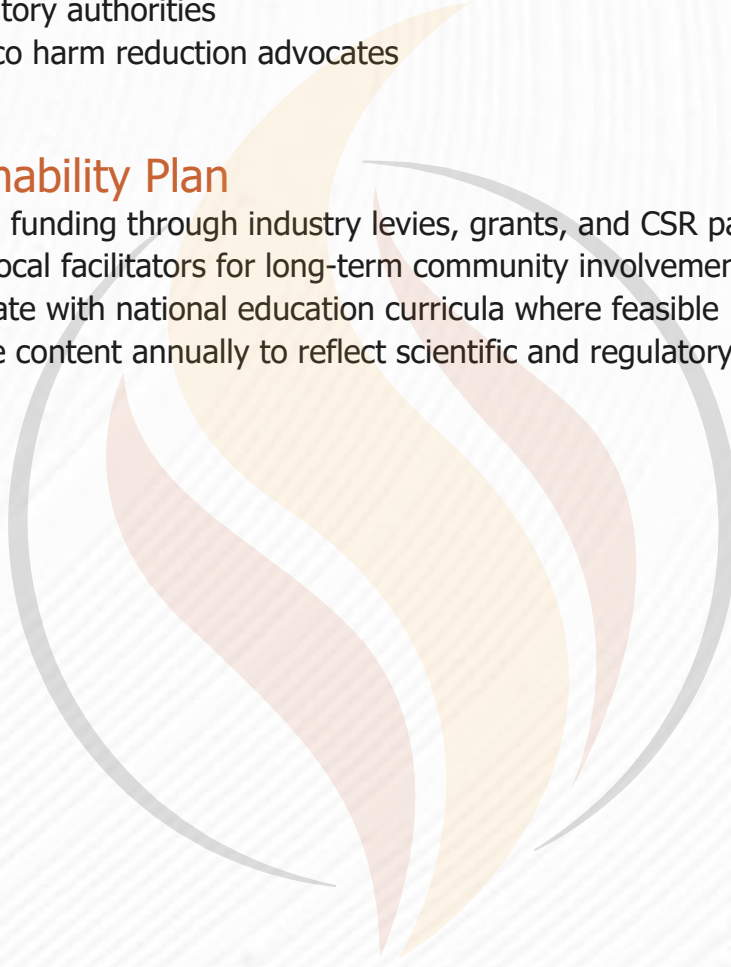 tory authorities
co harm reduction advocates
nability Plan
funding through industry levies, grants, and CSR pa
ocal facilitators for long-term community involvemen
ate with national education curricula where feasible
e content annually to reflect scientific and regulatory